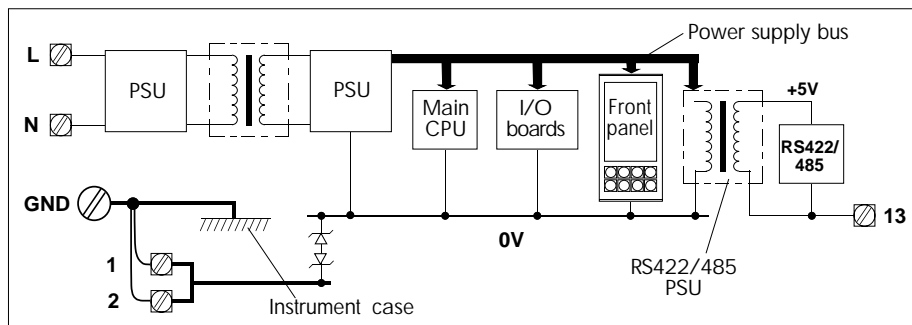 Power supply bus
L
N
PSU
PSU
Main
CPU
I/O
boards
Front
panel
+5V
RS422/
485
GND
1
2
0V
13
Instrument case
RS422/485
PSU